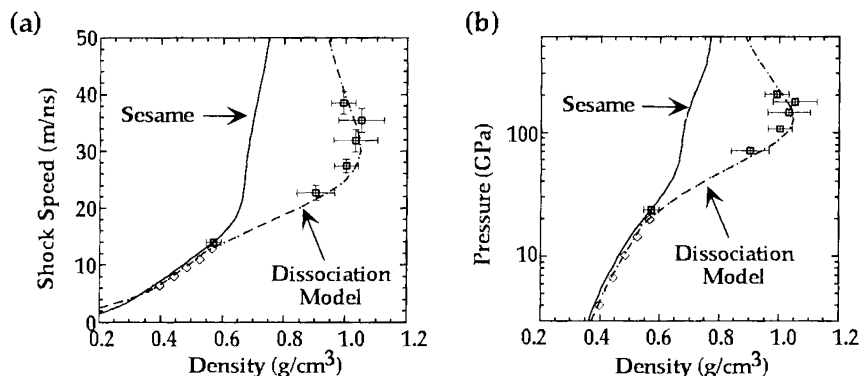 (a)
50
40
30
20
10
0
Shock Speed (m/ns)
Sesame
Dissociation
Model
0.2 0.4 0.6 0.8 1.0 1.2
Density (g/cm³)
(b)
100
10
Pressure (GPa)
Sesame
Dissociation
Model
0.2 0.4 0.6 0.8 1.0 1.2
Density (g/cm³)